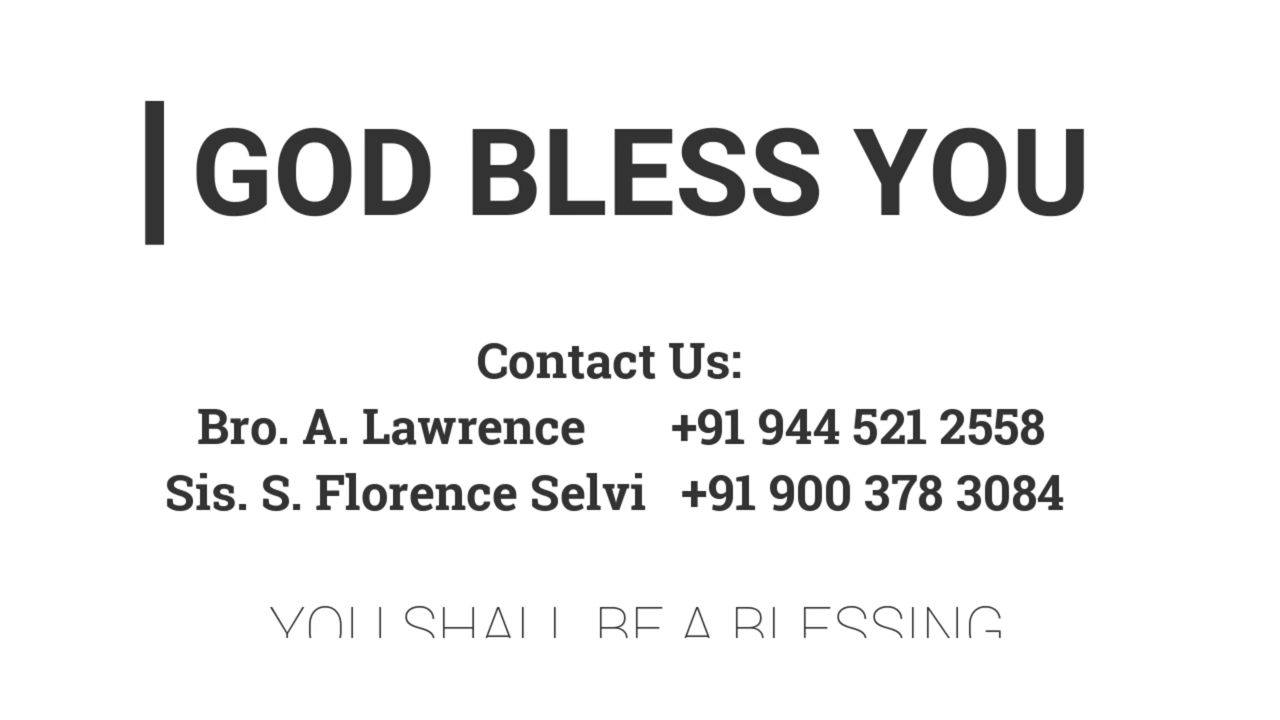 GOD BLESS YOU
Contact Us:
Bro. A. Lawrence +91 944 521 2558
Sis. S. Florence Selvi +91 900 378 3084
YOU SHALL BE A BLESSING